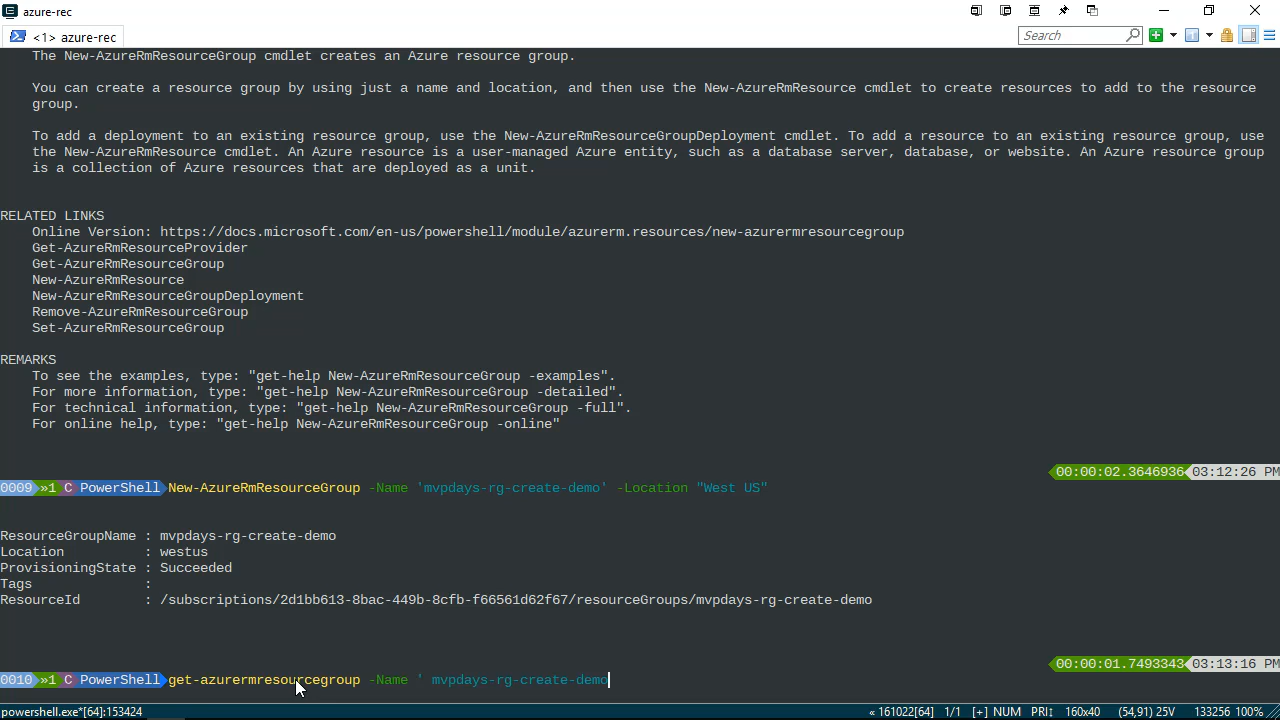 azure-rec
<1> azure-rec
Search
The New-AzureRmResourceGroup cmdlet creates an Azure resource group.
You can create a resource group by using just a name and location, and then use the New-AzureRmResource cmdlet to create resources to add to the resource
group.
To add a deployment to an existing resource group, use the New-AzureRmResourceGroupDeployment cmdlet. To add a resource to an existing resource group, use
the New-AzureRmResource cmdlet. An Azure resource is a user-managed Azure entity, such as a database server, database, or website. An Azure resource group
is a collection of Azure resources that are deployed as a unit.
RELATED LINKS
Online Version: https://docs.microsoft.com/en-us/powershell/module/azurerm.resources/new-azurermresourcegroup
Get-AzureRmResourceProvider
Get-AzureRmResourceGroup
New-AzureRmResource
New-AzureRmResourceGroupDeployment
Remove-AzureRmResourceGroup
Set-AzureRmResourceGroup
REMARKS
To see the examples, type: "get-help New-AzureRmResourceGroup -examples".
For more information, type: "get-help New-AzureRmResourceGroup -detailed".
For technical information, type: "get-help New-AzureRmResourceGroup -full".
For online help, type: "get-help New-AzureRmResourceGroup -online"
00:00:02.3646936 03:12:26 PM
0009 »1 C PowerShell New-AzureRmResourceGroup -Name 'mvpdays-rg-create-demo' -Location "West US"
ResourceGroupName : mvpdays-rg-create-demo
Location : westus
ProvisioningState : Succeeded
Tags :
ResourceId : /subscriptions/2d1bb613-8bac-449b-8cfb-f66561d62f67/resourceGroups/mvpdays-rg-create-demo
00:00:01.7493343 03:13:16 PM
0010 »1 C PowerShell get-azurermresourcegroup -Name ' mvpdays-rg-create-demo
powershell.exe*[64]:153424 « 161022[64] 1/1 [+] NUM PRI↕ 160x40 (54,91) 25V 133256 100%